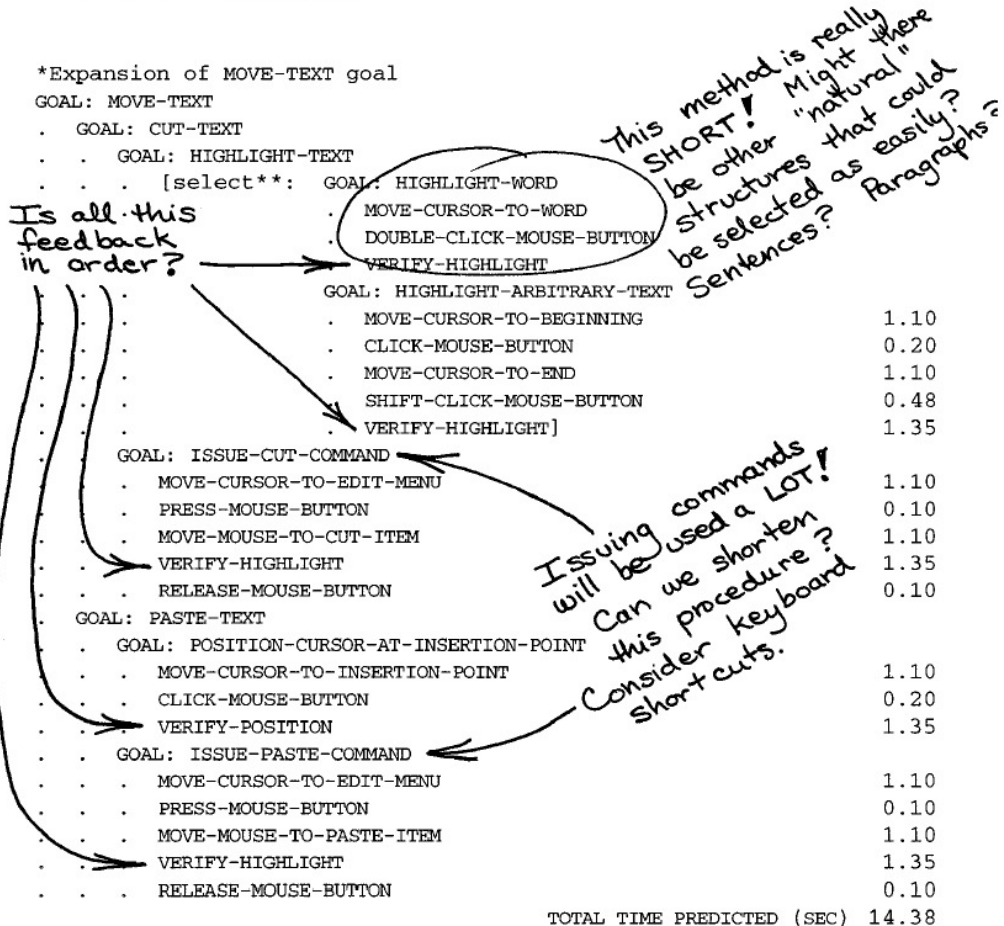 *Expansion of MOVE-TEXT goal
GOAL: MOVE-TEXT
. GOAL: CUT-TEXT
. . GOAL: HIGHLIGHT-TEXT
. . . [select**: GOAL: HIGHLIGHT-WORD
. MOVE-CURSOR-TO-WORD
. DOUBLE-CLICK-MOUSE-BUTTON
. VERIFY-HIGHLIGHT
. . . GOAL: HIGHLIGHT-ARBITRARY-TEXT
. . . . MOVE-CURSOR-TO-BEGINNING 1.10
. . . . CLICK-MOUSE-BUTTON 0.20
. . . . MOVE-CURSOR-TO-END 1.10
. . . . SHIFT-CLICK-MOUSE-BUTTON 0.48
. . . . VERIFY-HIGHLIGHT] 1.35
. . GOAL: ISSUE-CUT-COMMAND
. . . MOVE-CURSOR-TO-EDIT-MENU 1.10
. . . PRESS-MOUSE-BUTTON 0.10
. . . MOVE-MOUSE-TO-CUT-ITEM 1.10
. . . VERIFY-HIGHLIGHT 1.35
. . . RELEASE-MOUSE-BUTTON 0.10
. GOAL: PASTE-TEXT
. . GOAL: POSITION-CURSOR-AT-INSERTION-POINT
. . . MOVE-CURSOR-TO-INSERTION-POINT 1.10
. . . CLICK-MOUSE-BUTTON 0.20
. . . VERIFY-POSITION 1.35
. . GOAL: ISSUE-PASTE-COMMAND
. . . MOVE-CURSOR-TO-EDIT-MENU 1.10
. . . PRESS-MOUSE-BUTTON 0.10
. . . MOVE-MOUSE-TO-PASTE-ITEM 1.10
. . . VERIFY-HIGHLIGHT 1.35
. . . RELEASE-MOUSE-BUTTON 0.10
TOTAL TIME PREDICTED (SEC) 14.38
This method is really
SHORT! Might there
be other "natural"
structures that could
be selected as easily?
Sentences? Paragraphs?
Is all this
feedback
in order?
Issuing commands
will be used a LOT!
Can we shorten
this procedure?
Consider keyboard
short cuts.